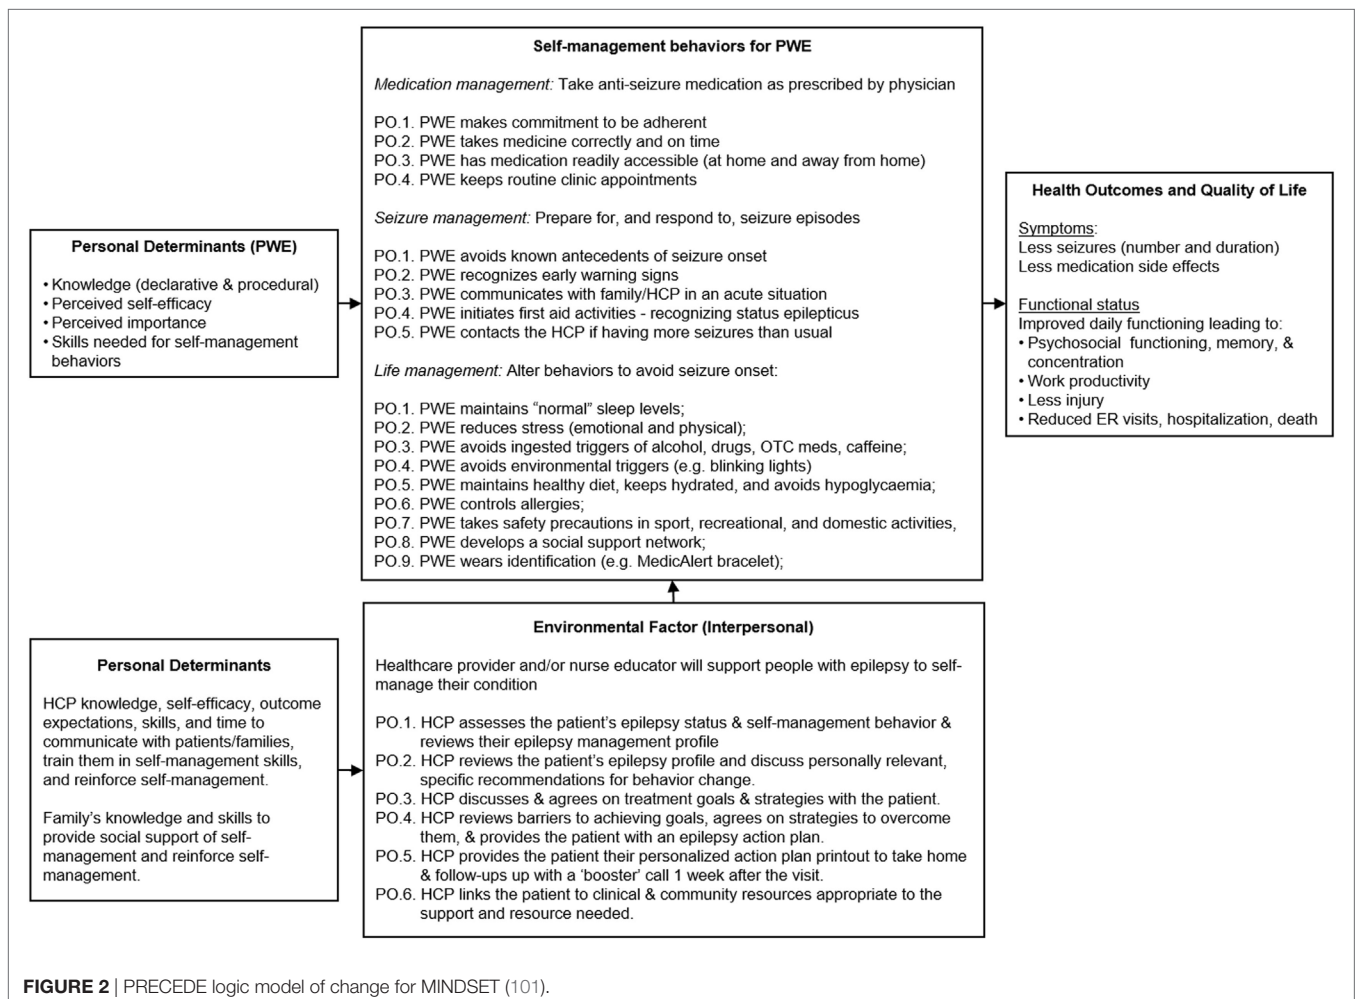 Self-management behaviors for PWE
Medication management: Take anti-seizure medication as prescribed by physician
PO.1. PWE makes commitment to be adherent
PO.2. PWE takes medicine correctly and on time
PO.3. PWE has medication readily accessible (at home and away from home)
PO.4. PWE keeps routine clinic appointments
Seizure management: Prepare for, and respond to, seizure episodes
PO.1. PWE avoids known antecedents of seizure onset
PO.2. PWE recognizes early warning signs
PO.3. PWE communicates with family/HCP in an acute situation
PO.4. PWE initiates first aid activities - recognizing status epilepticus
PO.5. PWE contacts the HCP if having more seizures than usual
Life management: Alter behaviors to avoid seizure onset:
PO.1. PWE maintains “normal” sleep levels;
PO.2. PWE reduces stress (emotional and physical);
PO.3. PWE avoids ingested triggers of alcohol, drugs, OTC meds, caffeine;
PO.4. PWE avoids environmental triggers (e.g. blinking lights)
PO.5. PWE maintains healthy diet, keeps hydrated, and avoids hypoglycaemia;
PO.6. PWE controls allergies;
PO.7. PWE takes safety precautions in sport, recreational, and domestic activities,
PO.8. PWE develops a social support network;
PO.9. PWE wears identification (e.g. MedicAlert bracelet);
Personal Determinants (PWE)
• Knowledge (declarative & procedural)
• Perceived self-efficacy
• Perceived importance
• Skills needed for self-management
behaviors
Health Outcomes and Quality of Life
Symptoms:
Less seizures (number and duration)
Less medication side effects
Functional status
Improved daily functioning leading to:
• Psychosocial functioning, memory, &
concentration
• Work productivity
• Less injury
• Reduced ER visits, hospitalization, death
Personal Determinants
HCP knowledge, self-efficacy, outcome
expectations, skills, and time to
communicate with patients/families,
train them in self-management skills,
and reinforce self-management.
Family’s knowledge and skills to
provide social support of self-
management and reinforce self-
management.
Environmental Factor (Interpersonal)
Healthcare provider and/or nurse educator will support people with epilepsy to self-
manage their condition
PO.1. HCP assesses the patient’s epilepsy status & self-management behavior &
reviews their epilepsy management profile
PO.2. HCP reviews the patient’s epilepsy profile and discuss personally relevant,
specific recommendations for behavior change.
PO.3. HCP discusses & agrees on treatment goals & strategies with the patient.
PO.4. HCP reviews barriers to achieving goals, agrees on strategies to overcome
them, & provides the patient with an epilepsy action plan.
PO.5. HCP provides the patient their personalized action plan printout to take home
& follow-ups up with a ‘booster’ call 1 week after the visit.
PO.6. HCP links the patient to clinical & community resources appropriate to the
support and resource needed.
FIGURE 2 | PRECEDE logic model of change for MINDSET (101).